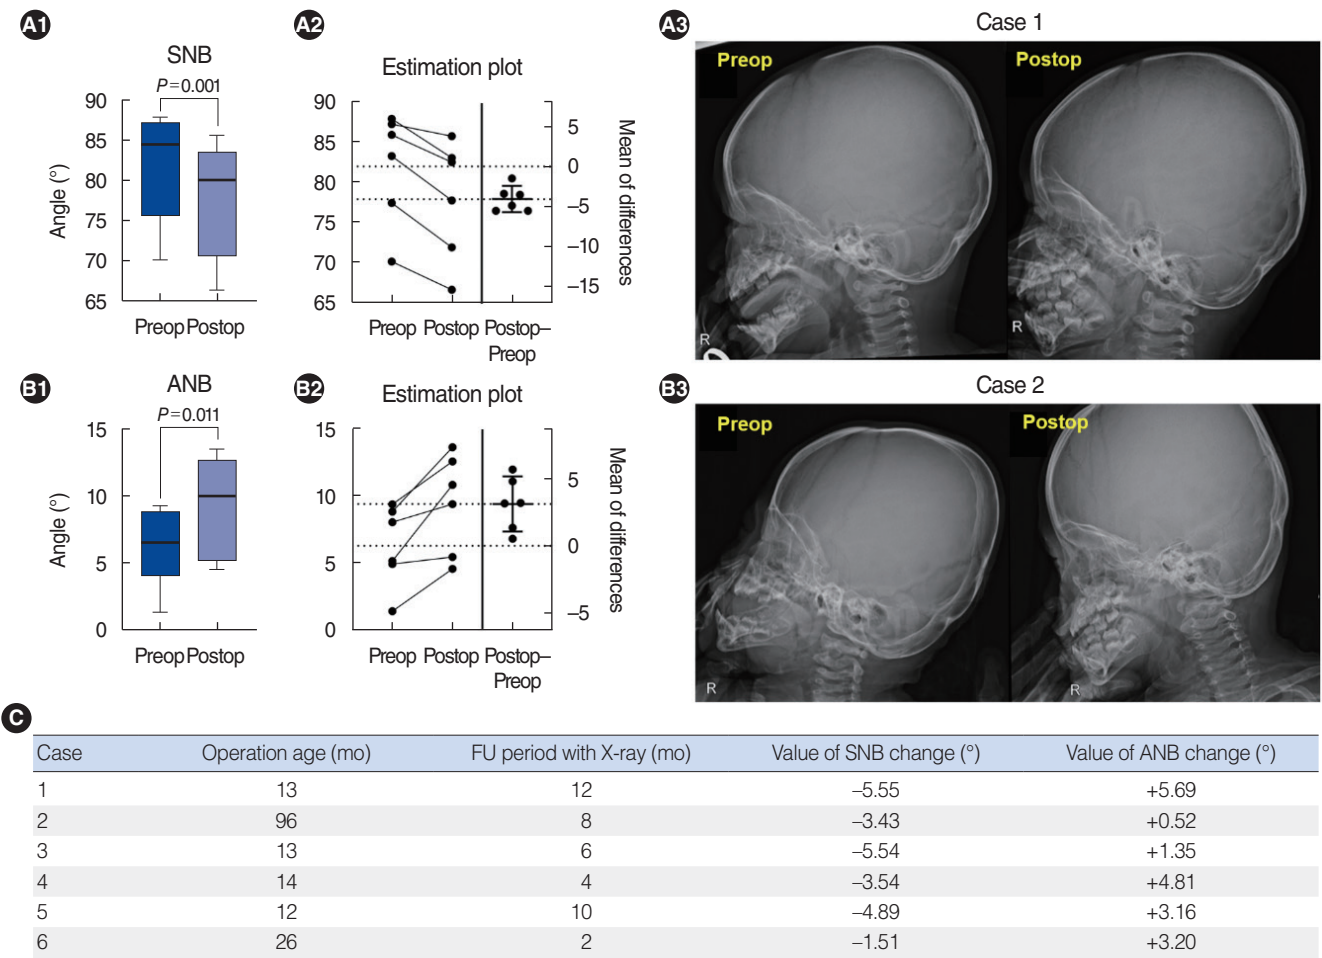 A1
SNB
P=0.001
90
85
80
75
70
65
Angle (°)
Preop Postop
A2
Estimation plot
90
85
80
75
70
65
5
0
–5
–10
–15
Mean of differences
Preop Postop Postop–
Preop
A3
Case 1
Preop
Postop
R
R
B1
ANB
P=0.011
15
10
5
0
Angle (°)
Preop Postop
B2
Estimation plot
15
10
5
0
5
0
–5
Mean of differences
Preop Postop Postop–
Preop
B3
Case 2
Preop
Postop
R
R
C
Case Operation age (mo) FU period with X-ray (mo) Value of SNB change (°) Value of ANB change (°)
1 13 12 –5.55 +5.69
2 96 8 –3.43 +0.52
3 13 6 –5.54 +1.35
4 14 4 –3.54 +4.81
5 12 10 –4.89 +3.16
6 26 2 –1.51 +3.20